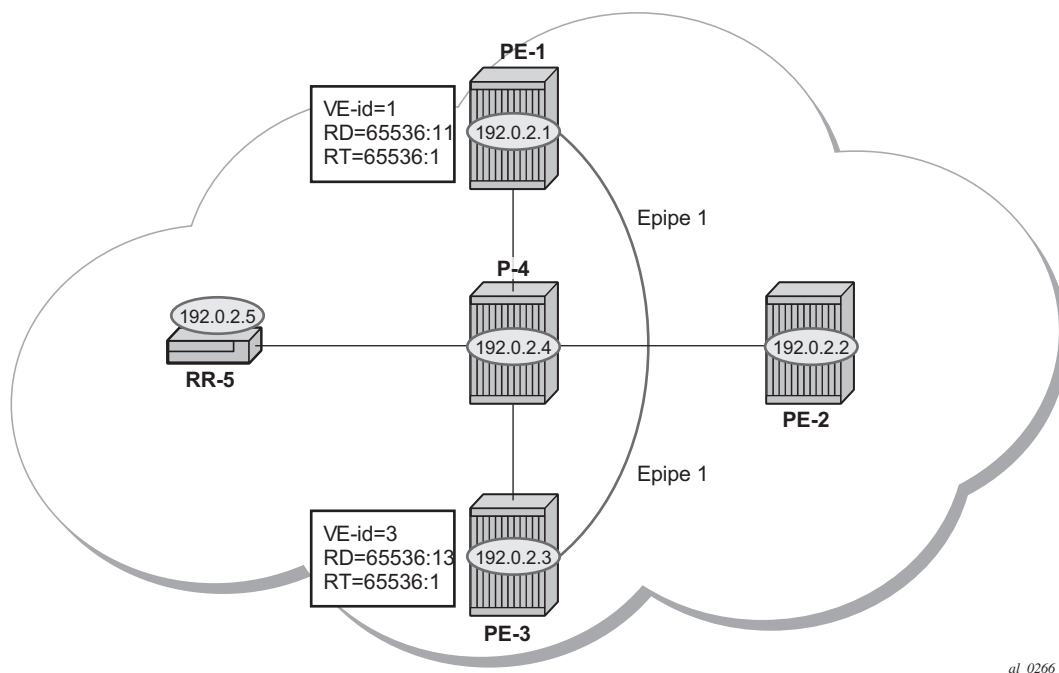 PE-1
VE-id=1
RD=65536:11
RT=65536:1
192.0.2.1
Epipe 1
P-4
192.0.2.5
192.0.2.4
192.0.2.2
RR-5
PE-2
Epipe 1
VE-id=3
RD=65536:13
RT=65536:1
192.0.2.3
PE-3
al_0266